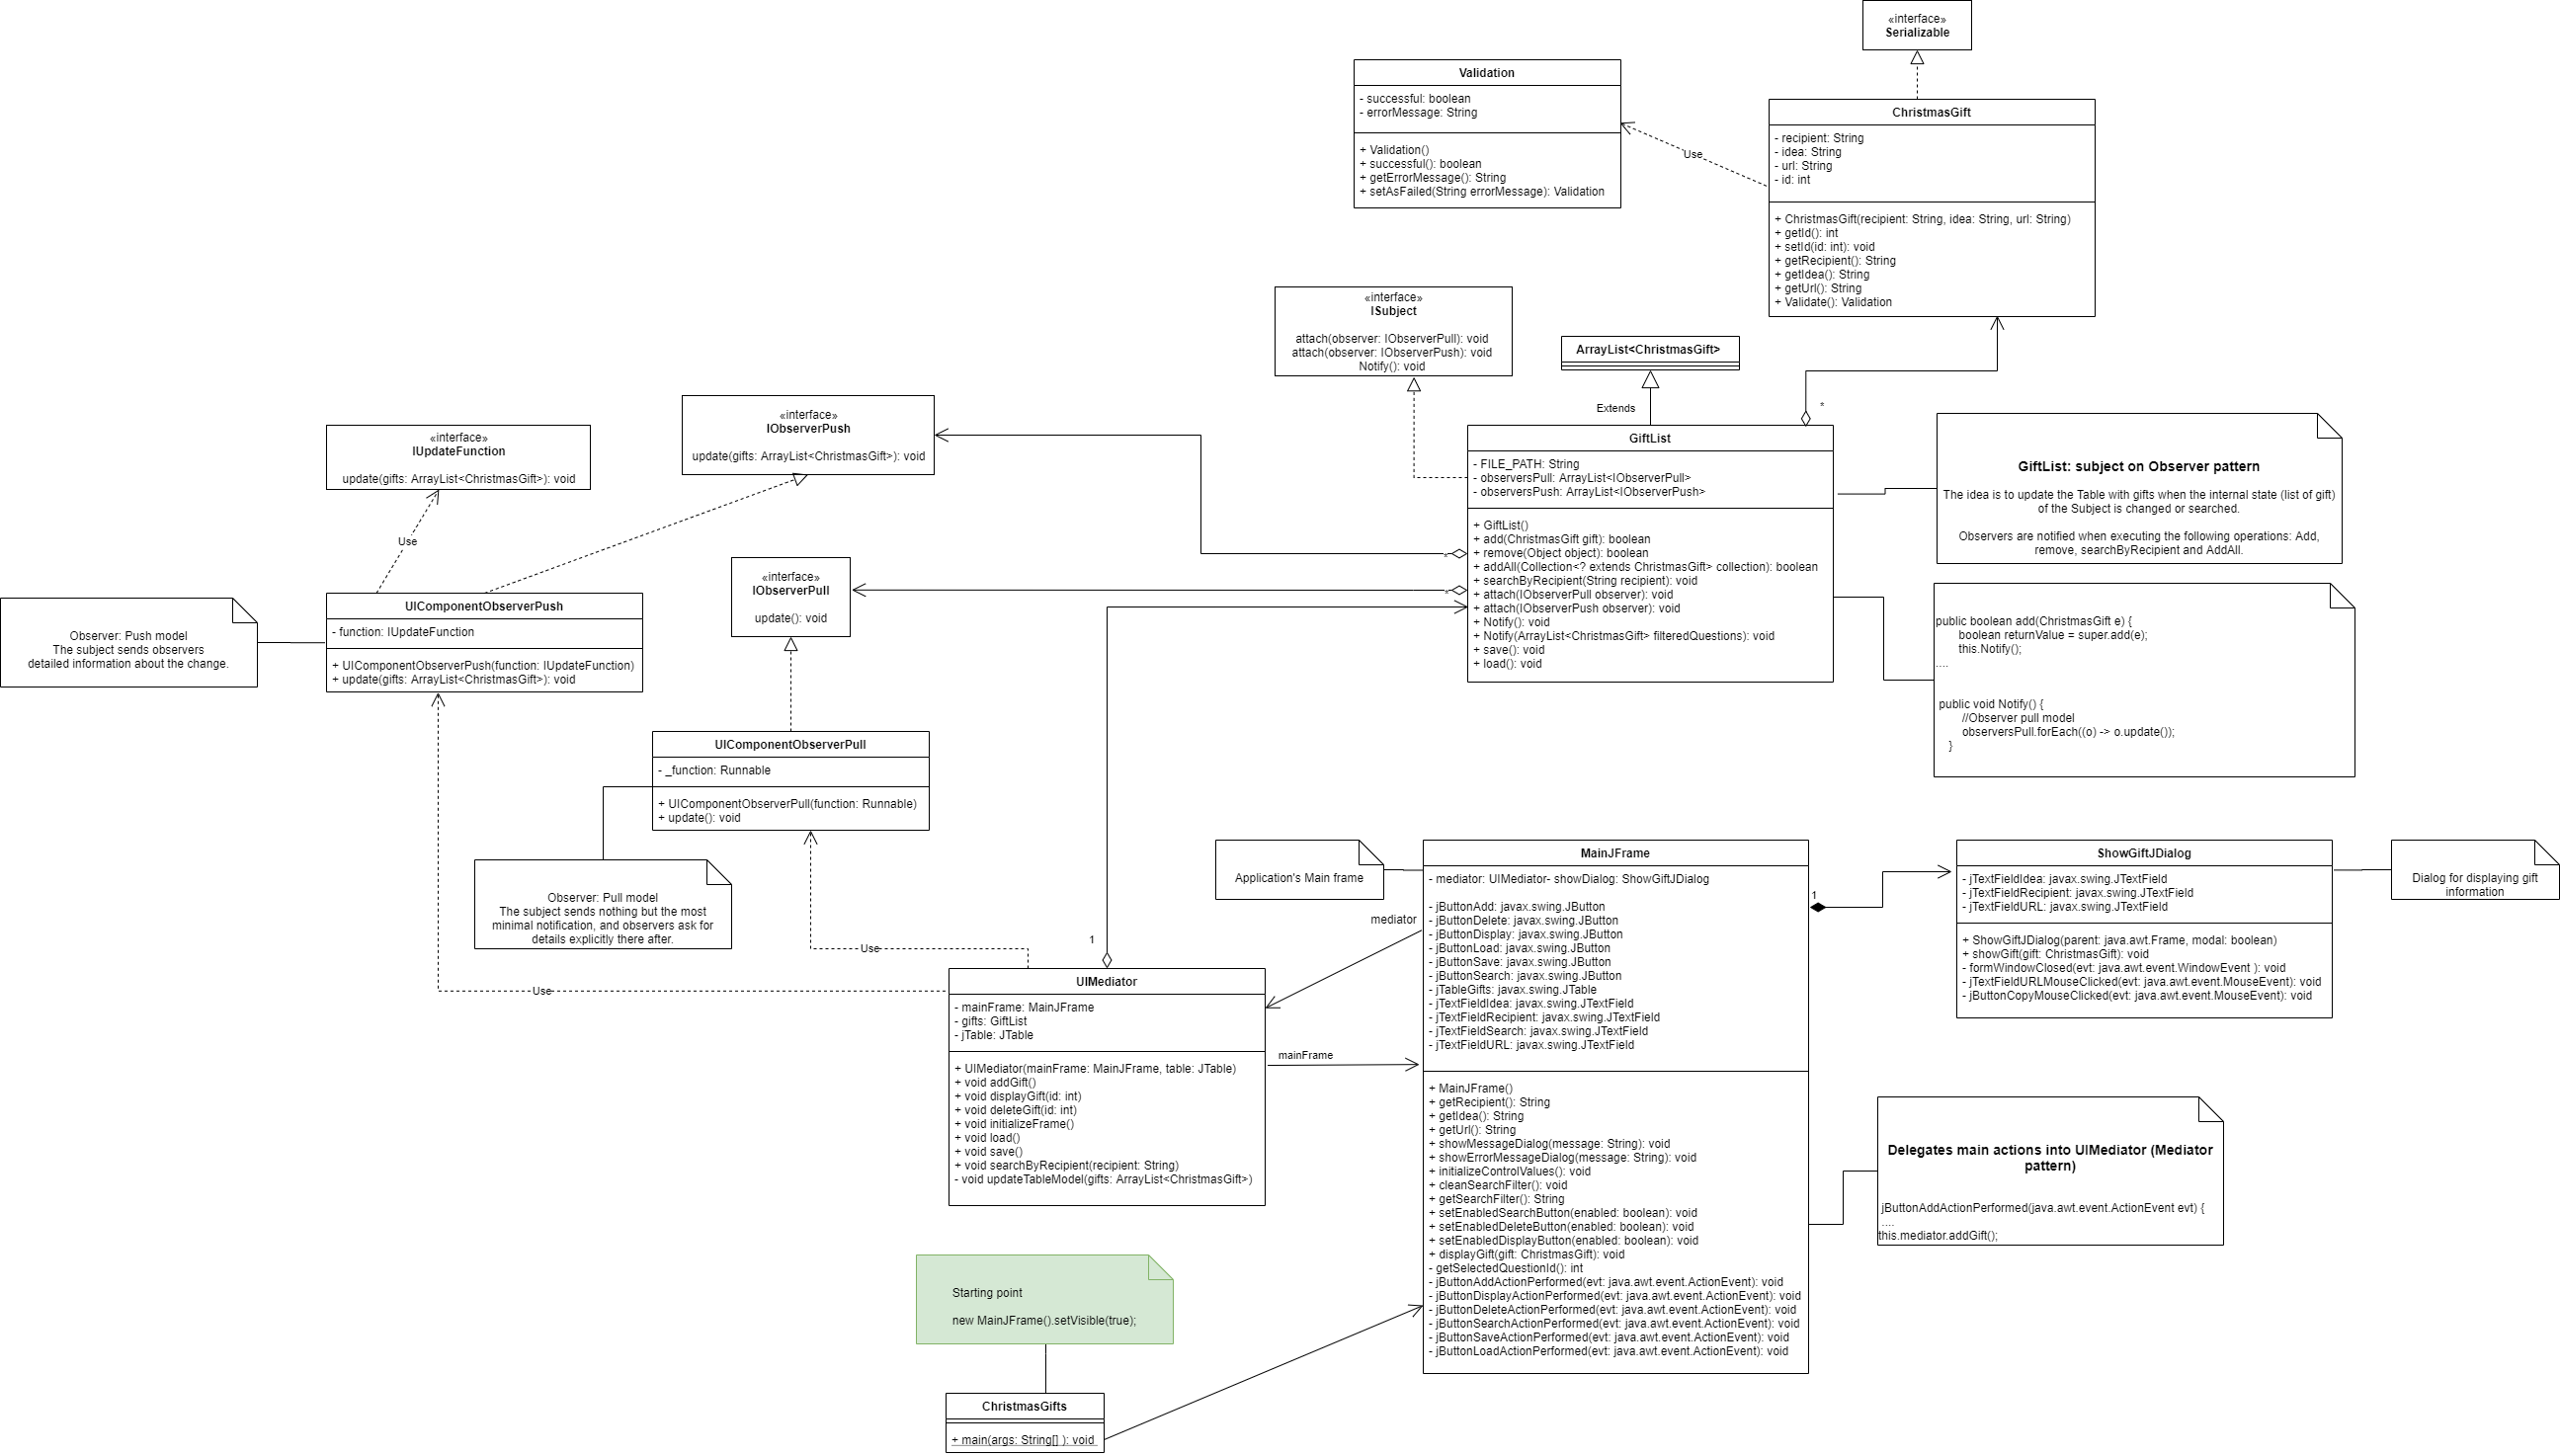 «interface»
Serializable
Validation
- successful: boolean
- errorMessage: String
+ Validation()
+ successful(): boolean
+ getErrorMessage(): String
+ setAsFailed(String errorMessage): Validation
Use
ChristmasGift
- recipient: String
- idea: String
- url: String
- id: int
+ ChristmasGift(recipient: String, idea: String, url: String)
+ getId(): int
+ setId(id: int): void
+ getRecipient(): String
+ getIdea(): String
+ getUrl(): String
+ Validate(): Validation
«interface»
ISubject
attach(observer: IObserverPull): void
attach(observer: IObserverPush): void
Notify(): void
ArrayList<ChristmasGift>
Extends
*
«interface»
IObserverPush
update(gifts: ArrayList<ChristmasGift>): void
«interface»
IUpdateFunction
update(gifts: ArrayList<ChristmasGift>): void
Use
GiftList
- FILE_PATH: String
- observersPull: ArrayList<IObserverPull>
- observersPush: ArrayList<IObserverPush>
+ GiftList()
+ add(ChristmasGift gift): boolean
+ remove(Object object): boolean
+ addAll(Collection<? extends ChristmasGift> collection): boolean
+ searchByRecipient(String recipient): void
+ attach(IObserverPull observer): void
+ attach(IObserverPush observer): void
+ Notify(): void
+ Notify(ArrayList<ChristmasGift> filteredQuestions): void
+ save(): void
+ load(): void
*
*
GiftList: subject on Observer pattern
The idea is to update the Table with gifts when the internal state (list of gift)
of the Subject is changed or searched.
Observers are notified when executing the following operations: Add,
remove, searchByRecipient and AddAll.
public boolean add(ChristmasGift e) {
boolean returnValue = super.add(e);
this.Notify();
....
public void Notify() {
//Observer pull model
observersPull.forEach((o) -> o.update());
}
«interface»
IObserverPull
update(): void
Observer: Push model
The subject sends observers
detailed information about the change.
UIComponentObserverPush
- function: IUpdateFunction
+ UIComponentObserverPush(function: IUpdateFunction)
+ update(gifts: ArrayList<ChristmasGift>): void
UIComponentObserverPull
- _function: Runnable
+ UIComponentObserverPull(function: Runnable)
+ update(): void
Observer: Pull model
The subject sends nothing but the most
minimal notification, and observers ask for
details explicitly there after.
Use
Use
1
UIMediator
- mainFrame: MainJFrame
- gifts: GiftList
- jTable: JTable
+ UIMediator(mainFrame: MainJFrame, table: JTable)
+ void addGift()
+ void displayGift(id: int)
+ void deleteGift(id: int)
+ void initializeFrame()
+ void load()
+ void save()
+ void searchByRecipient(recipient: String)
- void updateTableModel(gifts: ArrayList<ChristmasGift>)
mediator
mainFrame
Application's Main frame
MainJFrame
- mediator: UIMediator- showDialog: ShowGiftJDialog
- jButtonAdd: javax.swing.JButton
- jButtonDelete: javax.swing.JButton
- jButtonDisplay: javax.swing.JButton
- jButtonLoad: javax.swing.JButton
- jButtonSave: javax.swing.JButton
- jButtonSearch: javax.swing.JButton
- jTableGifts: javax.swing.JTable
- jTextFieldIdea: javax.swing.JTextField
- jTextFieldRecipient: javax.swing.JTextField
- jTextFieldSearch: javax.swing.JTextField
- jTextFieldURL: javax.swing.JTextField
+ MainJFrame()
+ getRecipient(): String
+ getIdea(): String
+ getUrl(): String
+ showMessageDialog(message: String): void
+ showErrorMessageDialog(message: String): void
+ initializeControlValues(): void
+ cleanSearchFilter(): void
+ getSearchFilter(): String
+ setEnabledSearchButton(enabled: boolean): void
+ setEnabledDeleteButton(enabled: boolean): void
+ setEnabledDisplayButton(enabled: boolean): void
+ displayGift(gift: ChristmasGift): void
- getSelectedQuestionId(): int
- jButtonAddActionPerformed(evt: java.awt.event.ActionEvent): void
- jButtonDisplayActionPerformed(evt: java.awt.event.ActionEvent): void
- jButtonDeleteActionPerformed(evt: java.awt.event.ActionEvent): void
- jButtonSearchActionPerformed(evt: java.awt.event.ActionEvent): void
- jButtonSaveActionPerformed(evt: java.awt.event.ActionEvent): void
- jButtonLoadActionPerformed(evt: java.awt.event.ActionEvent): void
1
ShowGiftJDialog
- jTextFieldIdea: javax.swing.JTextField
- jTextFieldRecipient: javax.swing.JTextField
- jTextFieldURL: javax.swing.JTextField
+ ShowGiftJDialog(parent: java.awt.Frame, modal: boolean)
+ showGift(gift: ChristmasGift): void
- formWindowClosed(evt: java.awt.event.WindowEvent ): void
- jTextFieldURLMouseClicked(evt: java.awt.event.MouseEvent): void
- jButtonCopyMouseClicked(evt: java.awt.event.MouseEvent): void
Dialog for displaying gift
information
Delegates main actions into UIMediator (Mediator
pattern)
jButtonAddActionPerformed(java.awt.event.ActionEvent evt) {
....
this.mediator.addGift();
Starting point
new MainJFrame().setVisible(true);
ChristmasGifts
+ main(args: String[] ): void